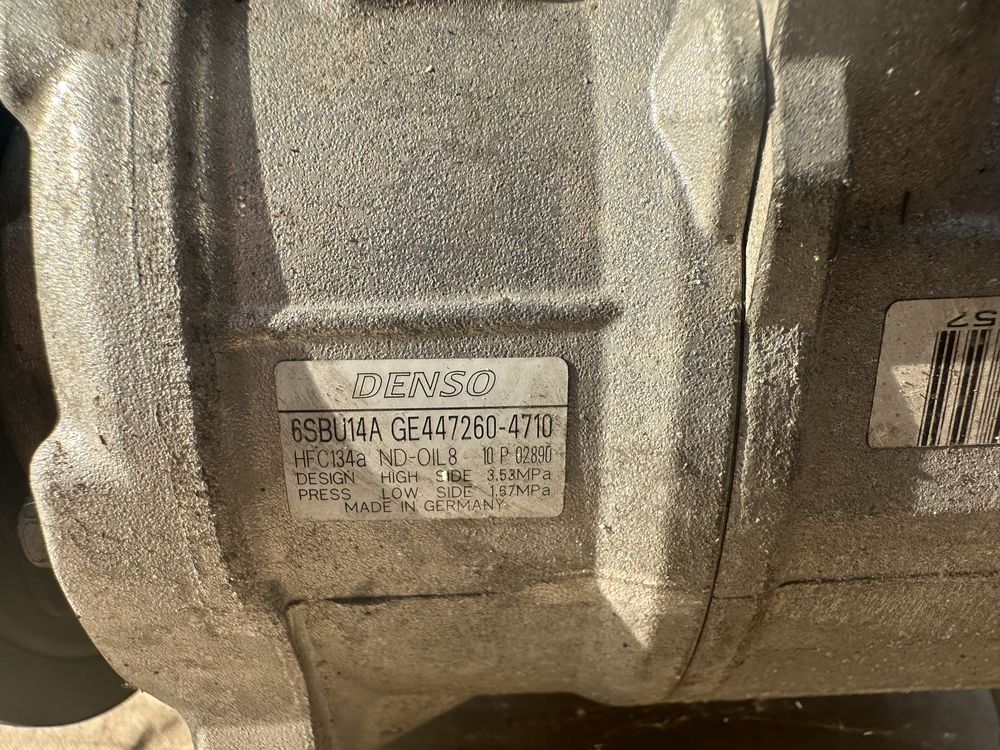 DENSO
6SBU14A GE447260-4710
HFC134a ND-OIL8 10 P 02890
DESIGN HIGH SIDE 3.53MPa
PRESS LOW SIDE 1.67MPa
MADE IN GERMANY
57